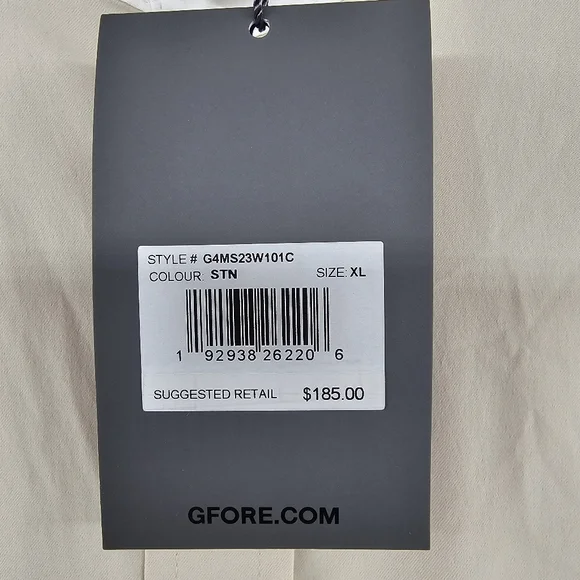 STYLE # G4MS23W101C
COLOUR: STN SIZE: XL
1 92938 26220 6
SUGGESTED RETAIL $185.00
GFORE.COM